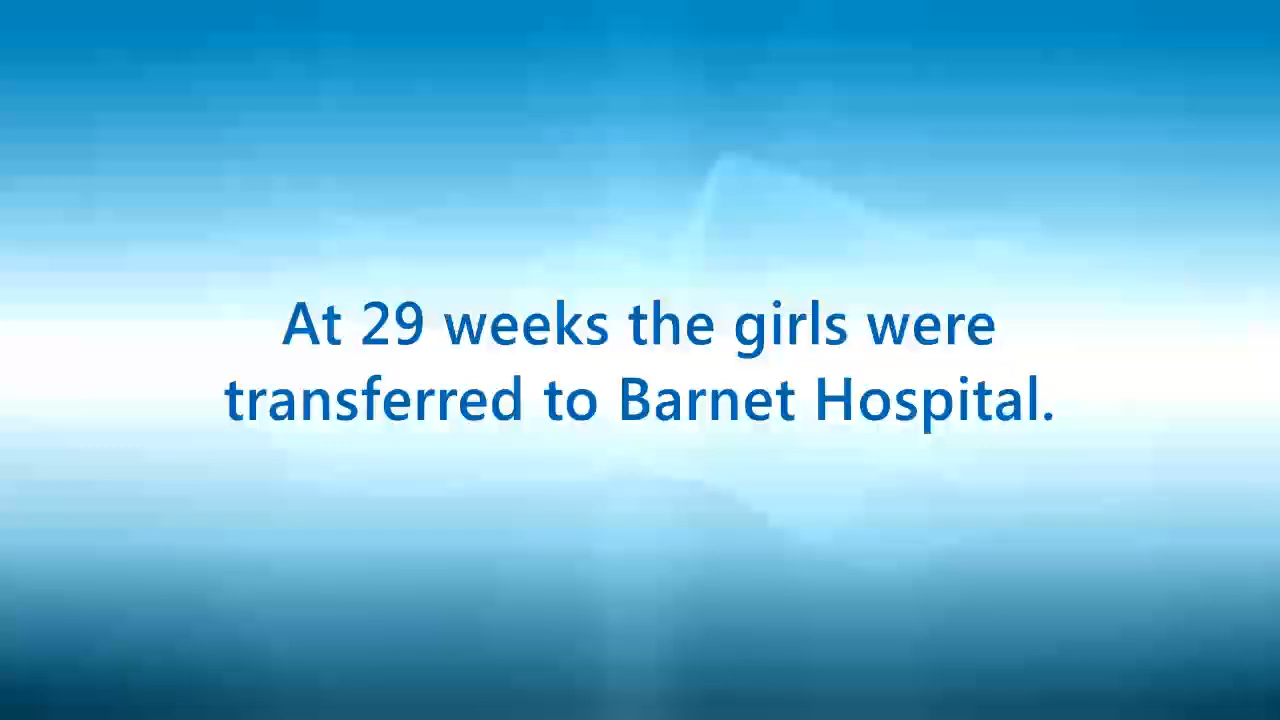 At 29 weeks the girls were
transferred to Barnet Hospital.